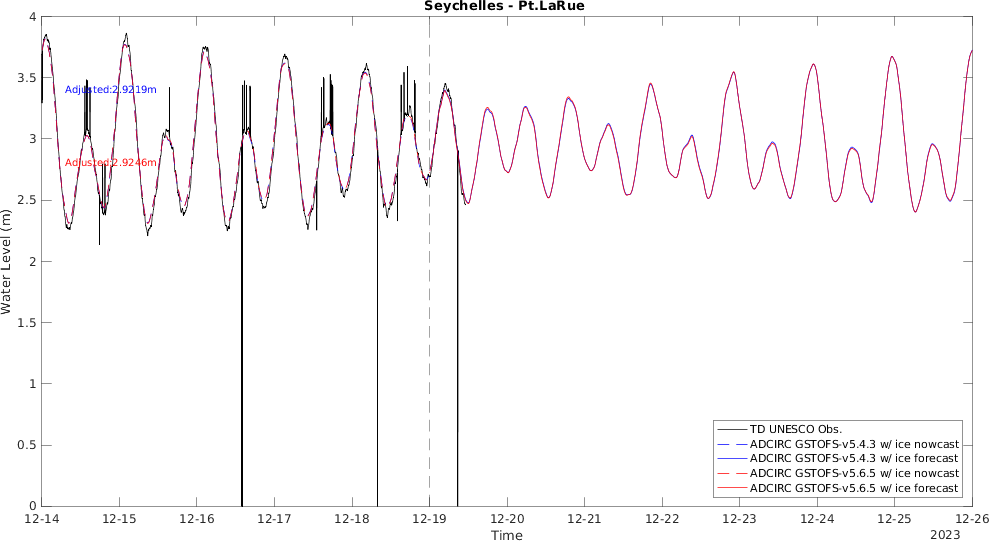 Seychelles - Pt.LaRue
4
3.5
3
2.5
2
1.5
1
0.5
0
Water Level (m)
Adjusted:2.9219m
Adjusted:2.9246m
TD UNESCO Obs.
ADCIRC GSTOFS-v5.4.3 w/ ice nowcast
ADCIRC GSTOFS-v5.4.3 w/ ice forecast
ADCIRC GSTOFS-v5.6.5 w/ ice nowcast
ADCIRC GSTOFS-v5.6.5 w/ ice forecast
12-14 12-15 12-16 12-17 12-18 12-19 12-20 12-21 12-22 12-23 12-24 12-25 12-26
Time
2023